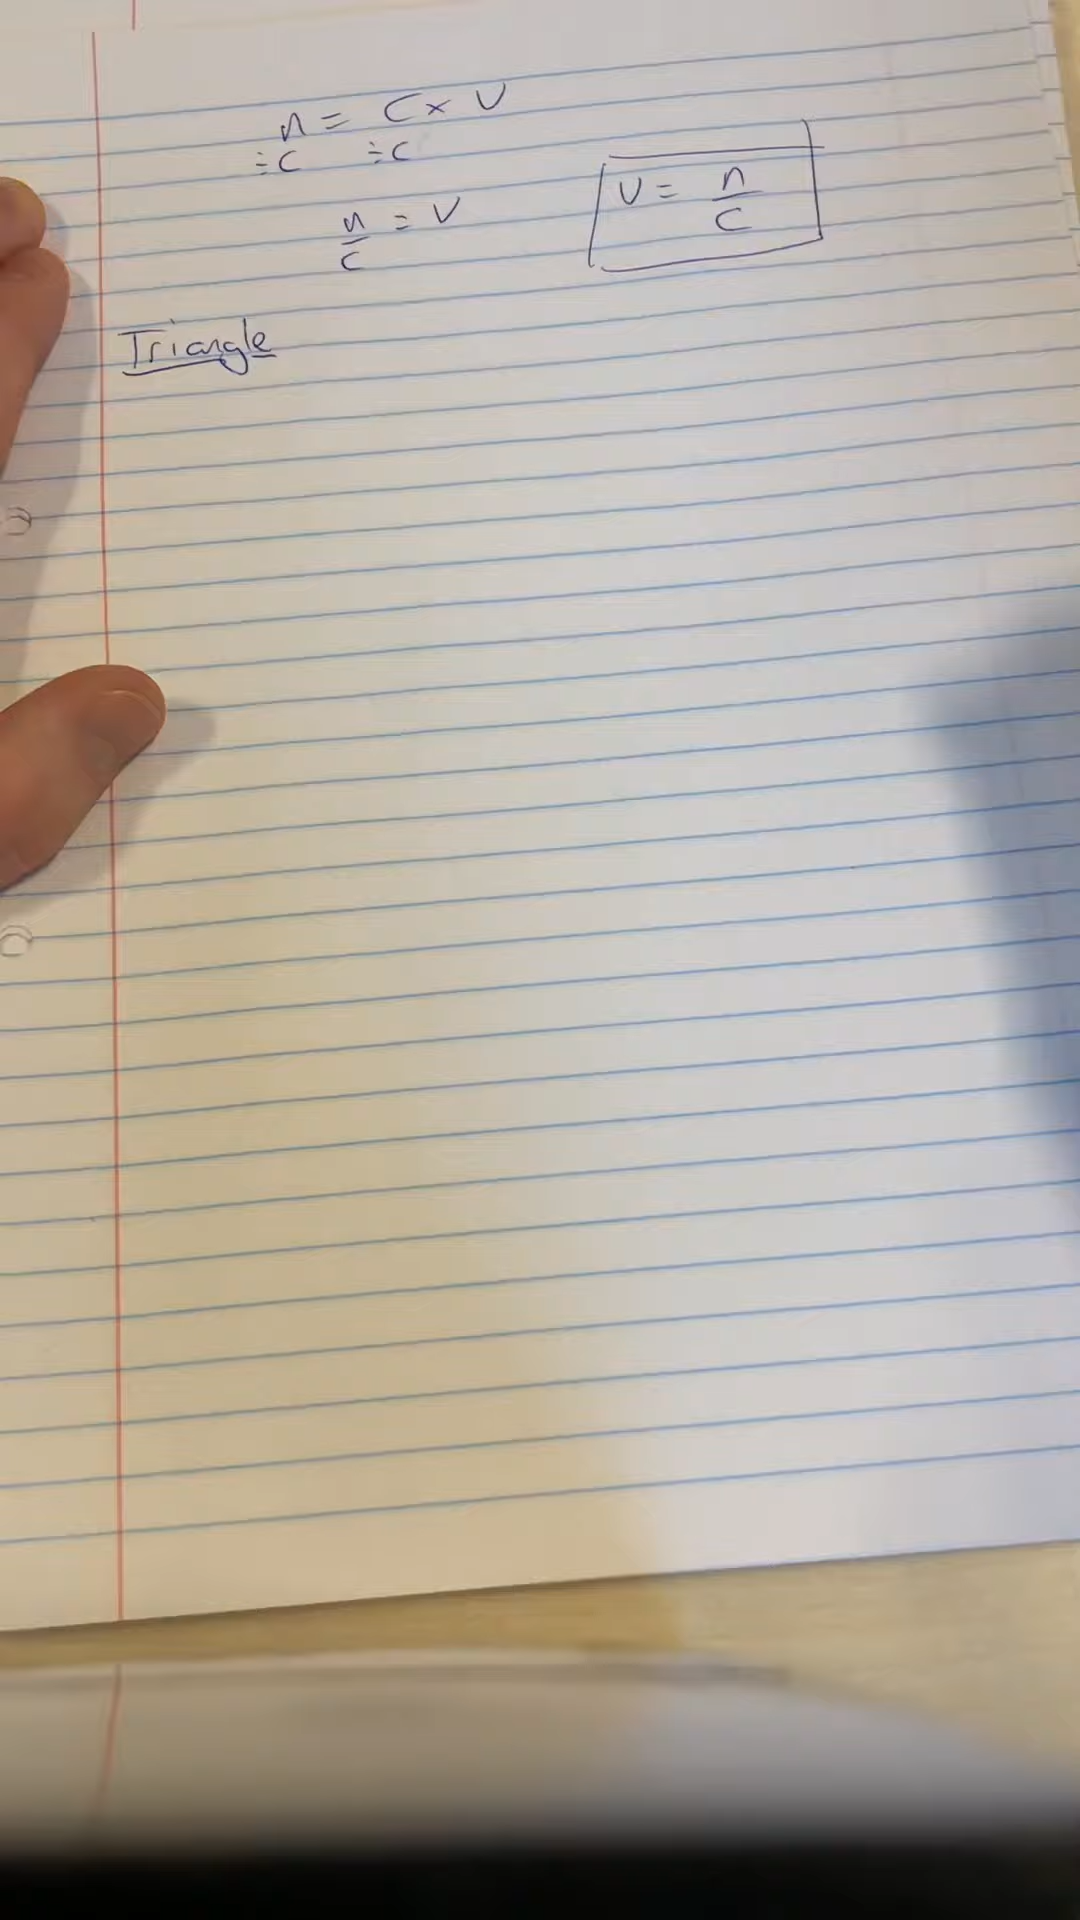 n = C × V
÷C ÷C
n/C = V
V = n/C
Triangle